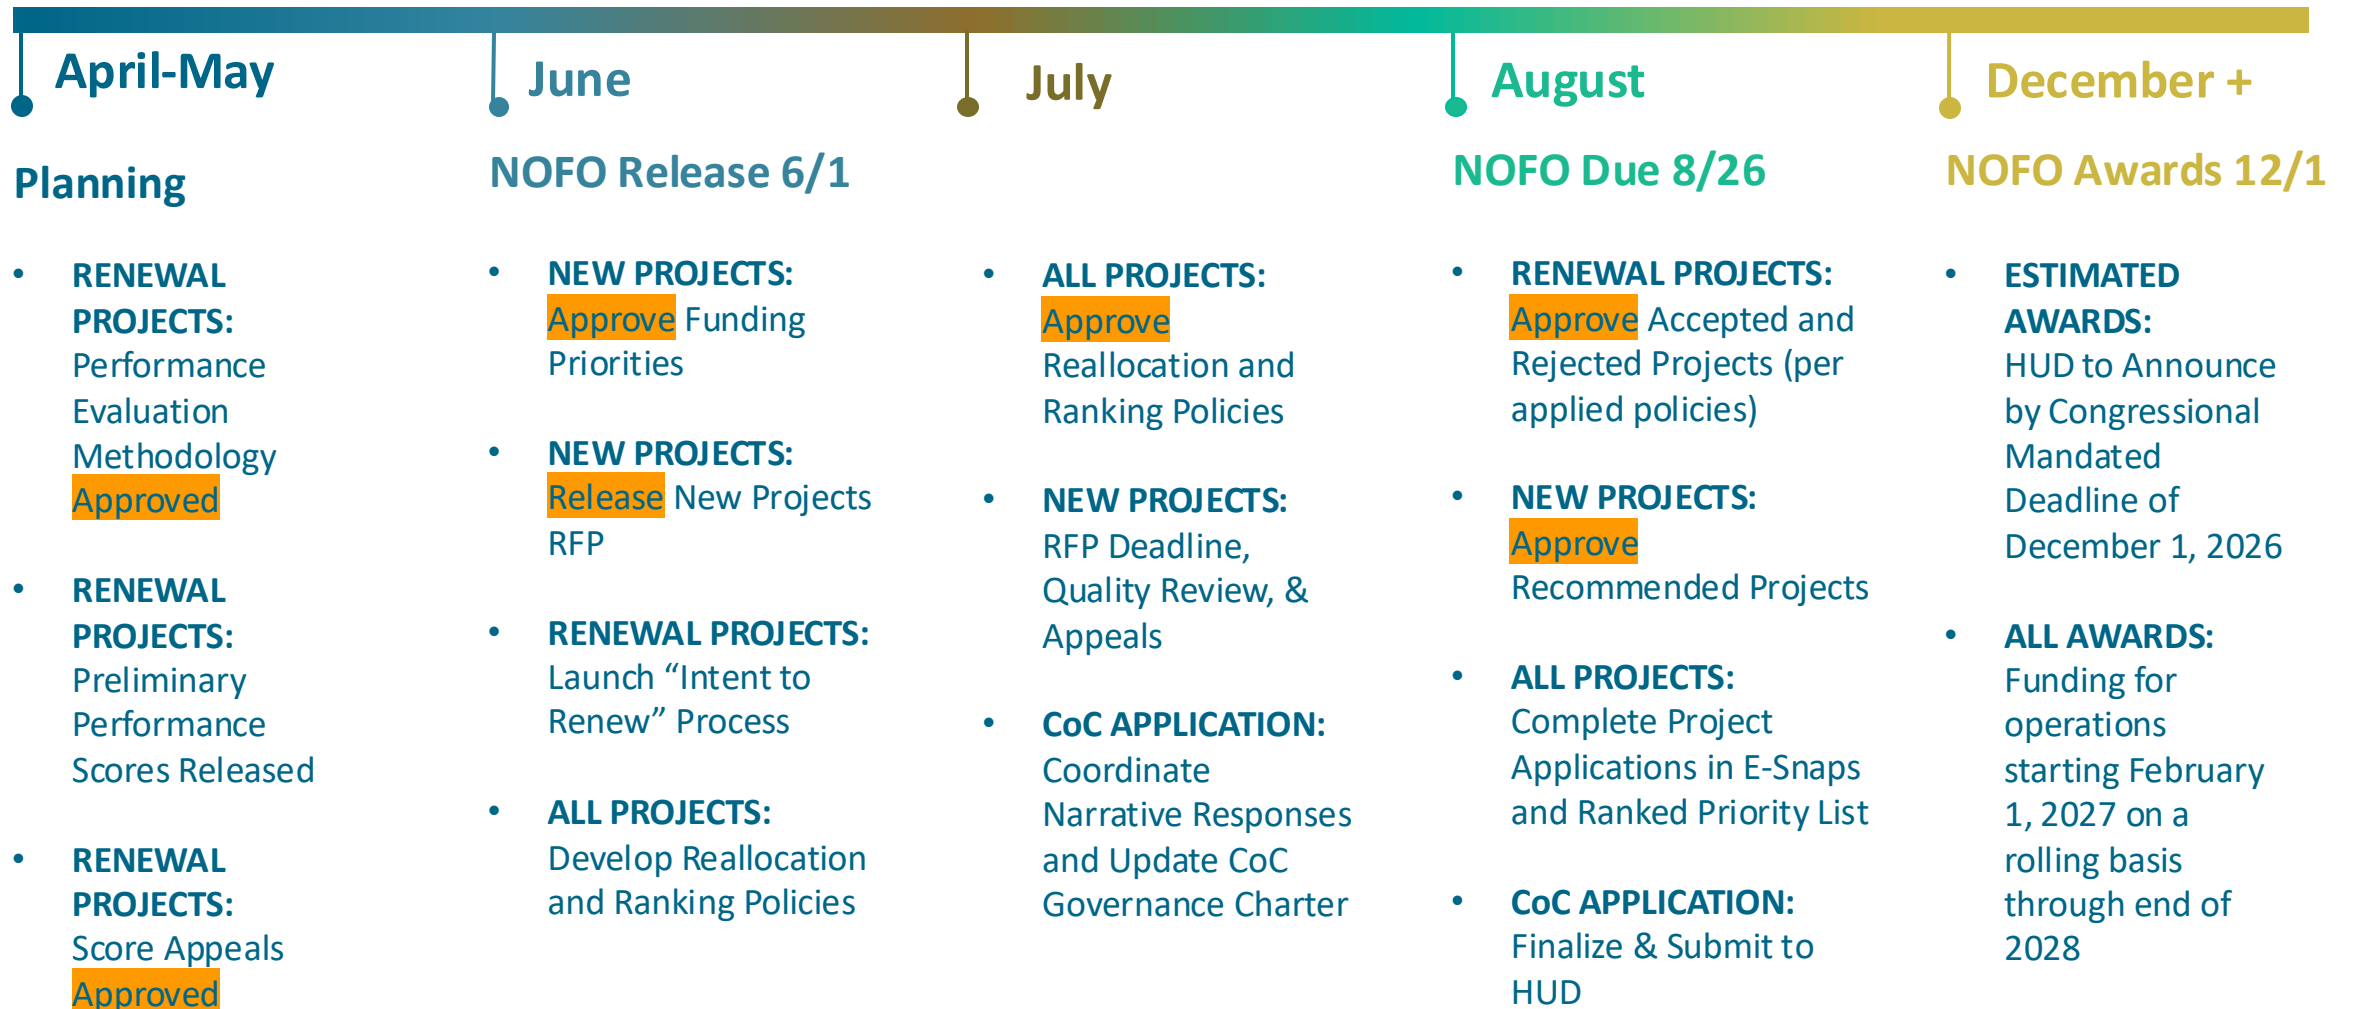 April-May
Planning
• RENEWAL
PROJECTS:
Performance
Evaluation
Methodology
Approved
• RENEWAL
PROJECTS:
Preliminary
Performance
Scores Released
• RENEWAL
PROJECTS:
Score Appeals
Approved
June
NOFO Release 6/1
• NEW PROJECTS:
Approve Funding
Priorities
• NEW PROJECTS:
Release New Projects
RFP
• RENEWAL PROJECTS:
Launch “Intent to
Renew” Process
• ALL PROJECTS:
Develop Reallocation
and Ranking Policies
July
• ALL PROJECTS:
Approve
Reallocation and
Ranking Policies
• NEW PROJECTS:
RFP Deadline,
Quality Review, &
Appeals
• CoC APPLICATION:
Coordinate
Narrative Responses
and Update CoC
Governance Charter
August
NOFO Due 8/26
• RENEWAL PROJECTS:
Approve Accepted and
Rejected Projects (per
applied policies)
• NEW PROJECTS:
Approve
Recommended Projects
• ALL PROJECTS:
Complete Project
Applications in E-Snaps
and Ranked Priority List
• CoC APPLICATION:
Finalize & Submit to
HUD
December +
NOFO Awards 12/1
• ESTIMATED
AWARDS:
HUD to Announce
by Congressional
Mandated
Deadline of
December 1, 2026
• ALL AWARDS:
Funding for
operations
starting February
1, 2027 on a
rolling basis
through end of
2028